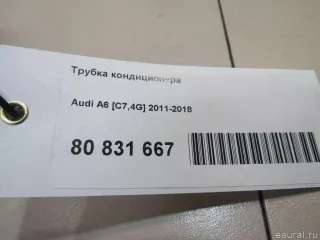 Трубка кондиционера
Audi A6 [C7,4G] 2011-2018
80 831 667
eaural.ru